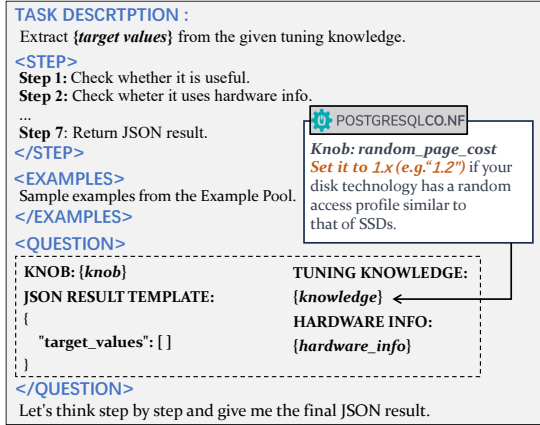 TASK DESCRTPTION :
Extract {target values} from the given tuning knowledge.
<STEP>
Step 1: Check whether it is useful.
Step 2: Check wheter it uses hardware info.
...
Step 7: Return JSON result.
</STEP>
<EXAMPLES>
Sample examples from the Example Pool.
</EXAMPLES>
POSTGRESQLCO.NF
Knob: random_page_cost
Set it to 1.x (e.g.“1.2”) if your
disk technology has a random
access profile similar to
that of SSDs.
<QUESTION>
KNOB: {knob}
JSON RESULT TEMPLATE:
{
"target_values": [ ]
}
TUNING KNOWLEDGE:
{knowledge}
HARDWARE INFO:
{hardware_info}
</QUESTION>
Let's think step by step and give me the final JSON result.